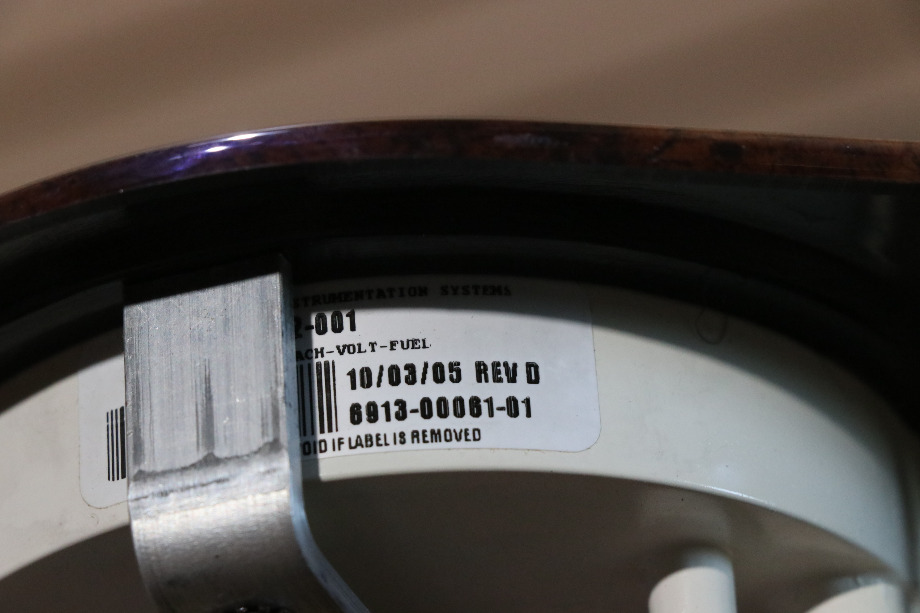 STRUMENTATION SYSTEMS
2-001
ACH-VOLT-FUEL
10/03/05 REV D
6913-00061-01
OID IF LABEL IS REMOVED